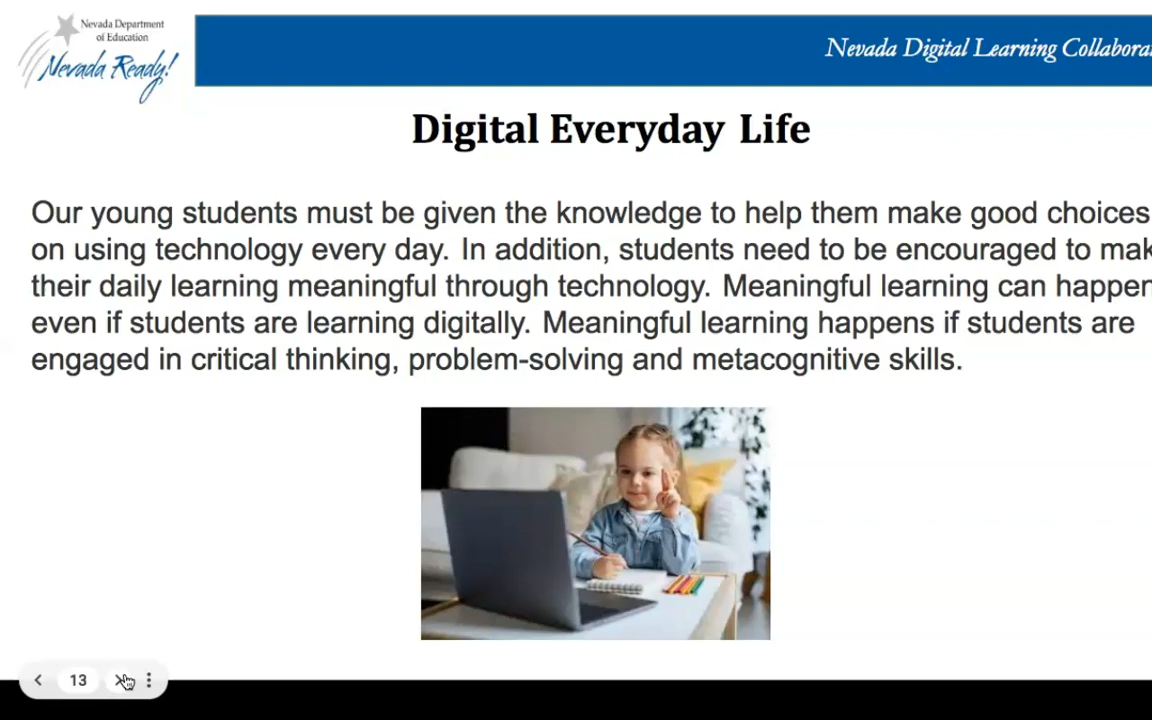 Nevada Department
of Education
Nevada Ready!
Nevada Digital Learning
Digital Everyday Life
Our young students must be given the knowledge to help them make good choices
on using technology every day. In addition, students need to be encouraged to
their daily learning meaningful through technology. Meaningful learning can happen
even if students are learning digitally. Meaningful learning happens if students are
engaged in critical thinking, problem-solving and metacognitive skills.
13